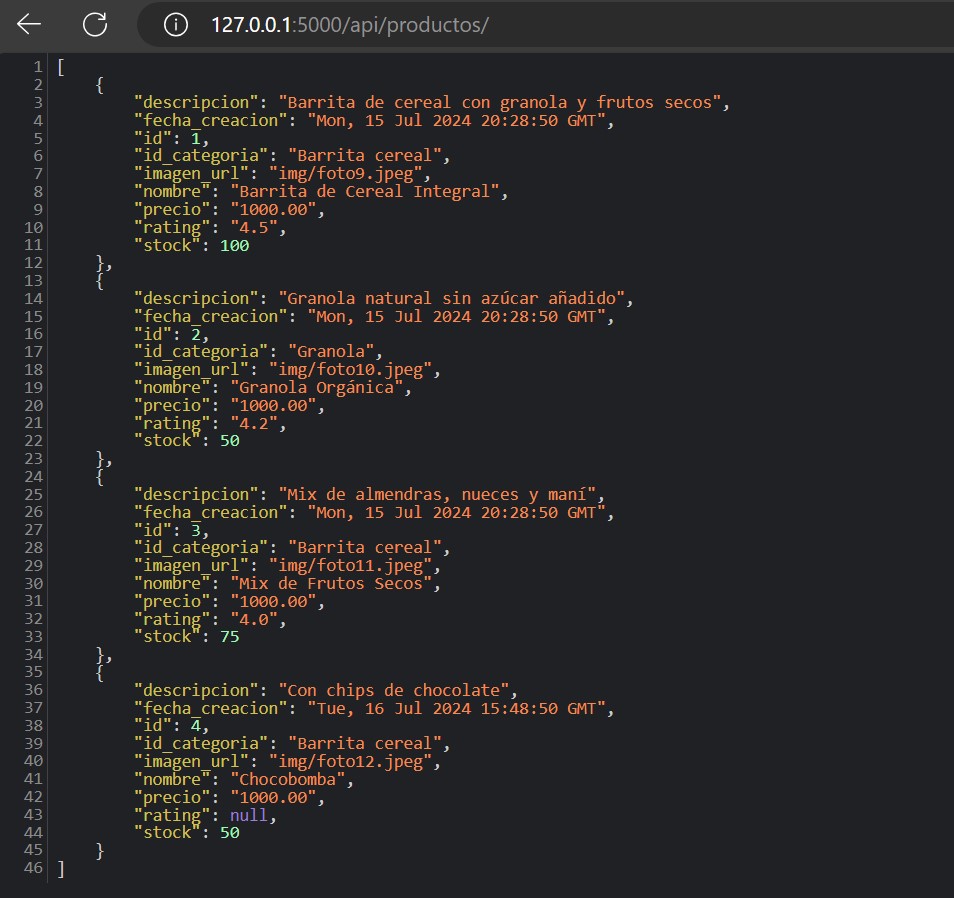 127.0.0.1:5000/api/productos/
1 [
2     {
3         "descripcion": "Barrita de cereal con granola y frutos secos",
4         "fecha_creacion": "Mon, 15 Jul 2024 20:28:50 GMT",
5         "id": 1,
6         "id_categoria": "Barrita cereal",
7         "imagen_url": "img/foto9.jpeg",
8         "nombre": "Barrita de Cereal Integral",
9         "precio": "1000.00",
10         "rating": "4.5",
11         "stock": 100
12     },
13     {
14         "descripcion": "Granola natural sin azúcar añadido",
15         "fecha_creacion": "Mon, 15 Jul 2024 20:28:50 GMT",
16         "id": 2,
17         "id_categoria": "Granola",
18         "imagen_url": "img/foto10.jpeg",
19         "nombre": "Granola Orgánica",
20         "precio": "1000.00",
21         "rating": "4.2",
22         "stock": 50
23     },
24     {
25         "descripcion": "Mix de almendras, nueces y maní",
26         "fecha_creacion": "Mon, 15 Jul 2024 20:28:50 GMT",
27         "id": 3,
28         "id_categoria": "Barrita cereal",
29         "imagen_url": "img/foto11.jpeg",
30         "nombre": "Mix de Frutos Secos",
31         "precio": "1000.00",
32         "rating": "4.0",
33         "stock": 75
34     },
35     {
36         "descripcion": "Con chips de chocolate",
37         "fecha_creacion": "Tue, 16 Jul 2024 15:48:50 GMT",
38         "id": 4,
39         "id_categoria": "Barrita cereal",
40         "imagen_url": "img/foto12.jpeg",
41         "nombre": "Chocobomba",
42         "precio": "1000.00",
43         "rating": null,
44         "stock": 50
45     }
46 ]